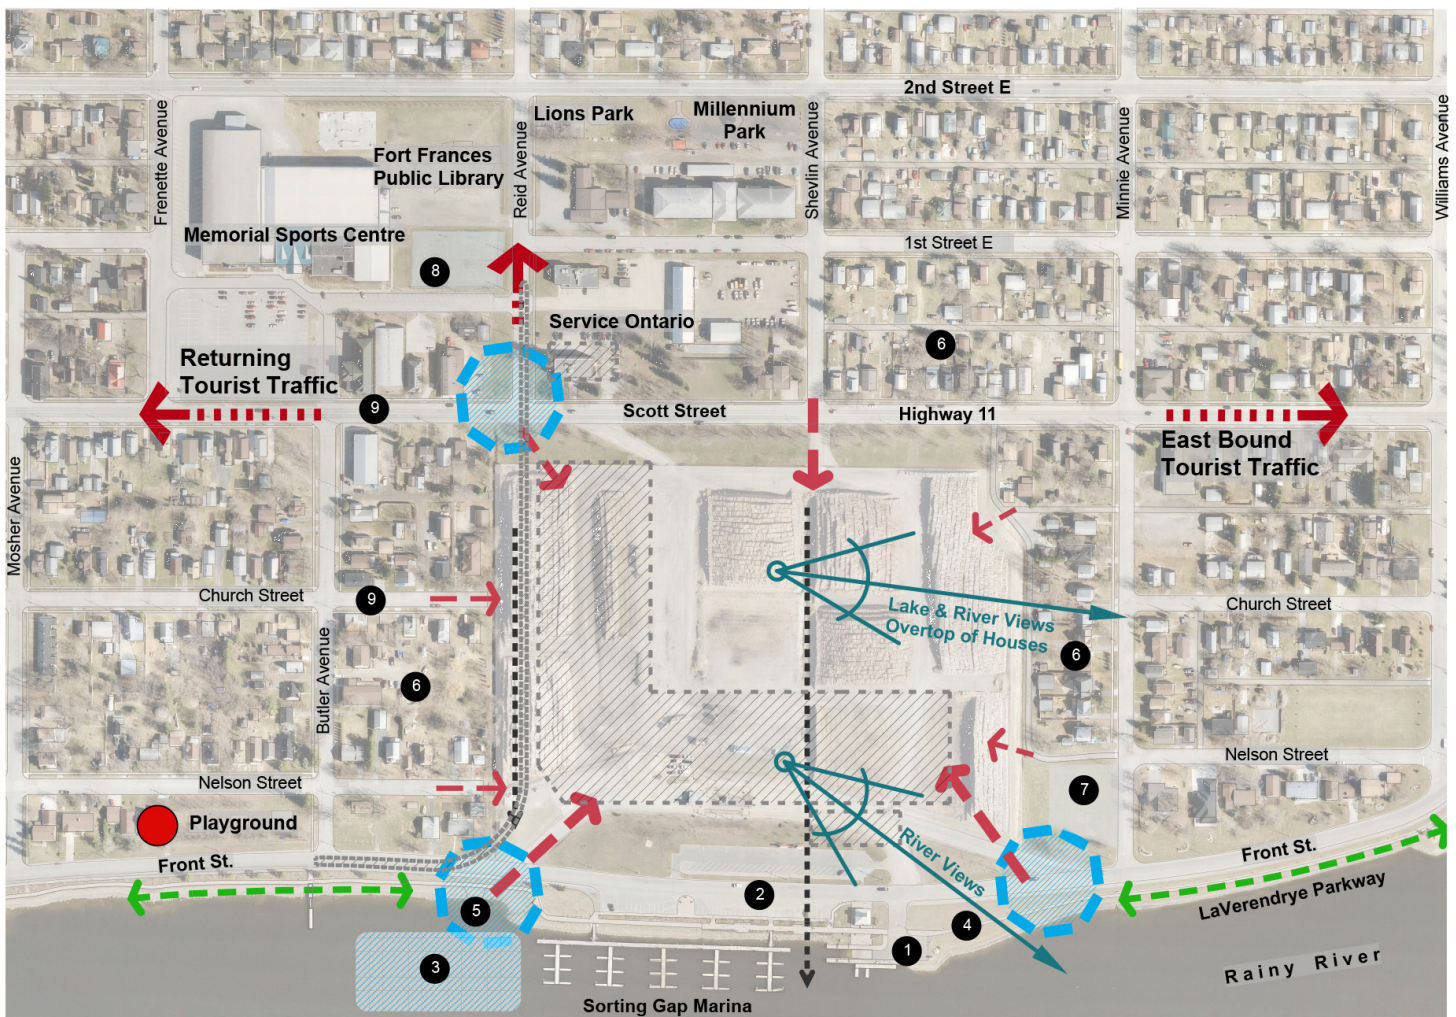 2nd Street E
Lions Park
Millennium
Park
Frenette Avenue
Reid Avenue
Shevlin Avenue
Minnie Avenue
Williams Avenue
Fort Frances
Public Library
Memorial Sports Centre
1st Street E
8
Service Ontario
6
Returning
Tourist Traffic
9
Scott Street
Highway 11
East Bound
Tourist Traffic
Mosher Avenue
Church Street
9
Lake & River Views
Overtop of Houses
Church Street
Butler Avenue
6
6
Nelson Street
Nelson Street
7
Playground
Front St.
River Views
Front St.
LaVerendrye Parkway
5
2
4
1
3
Rainy River
Sorting Gap Marina